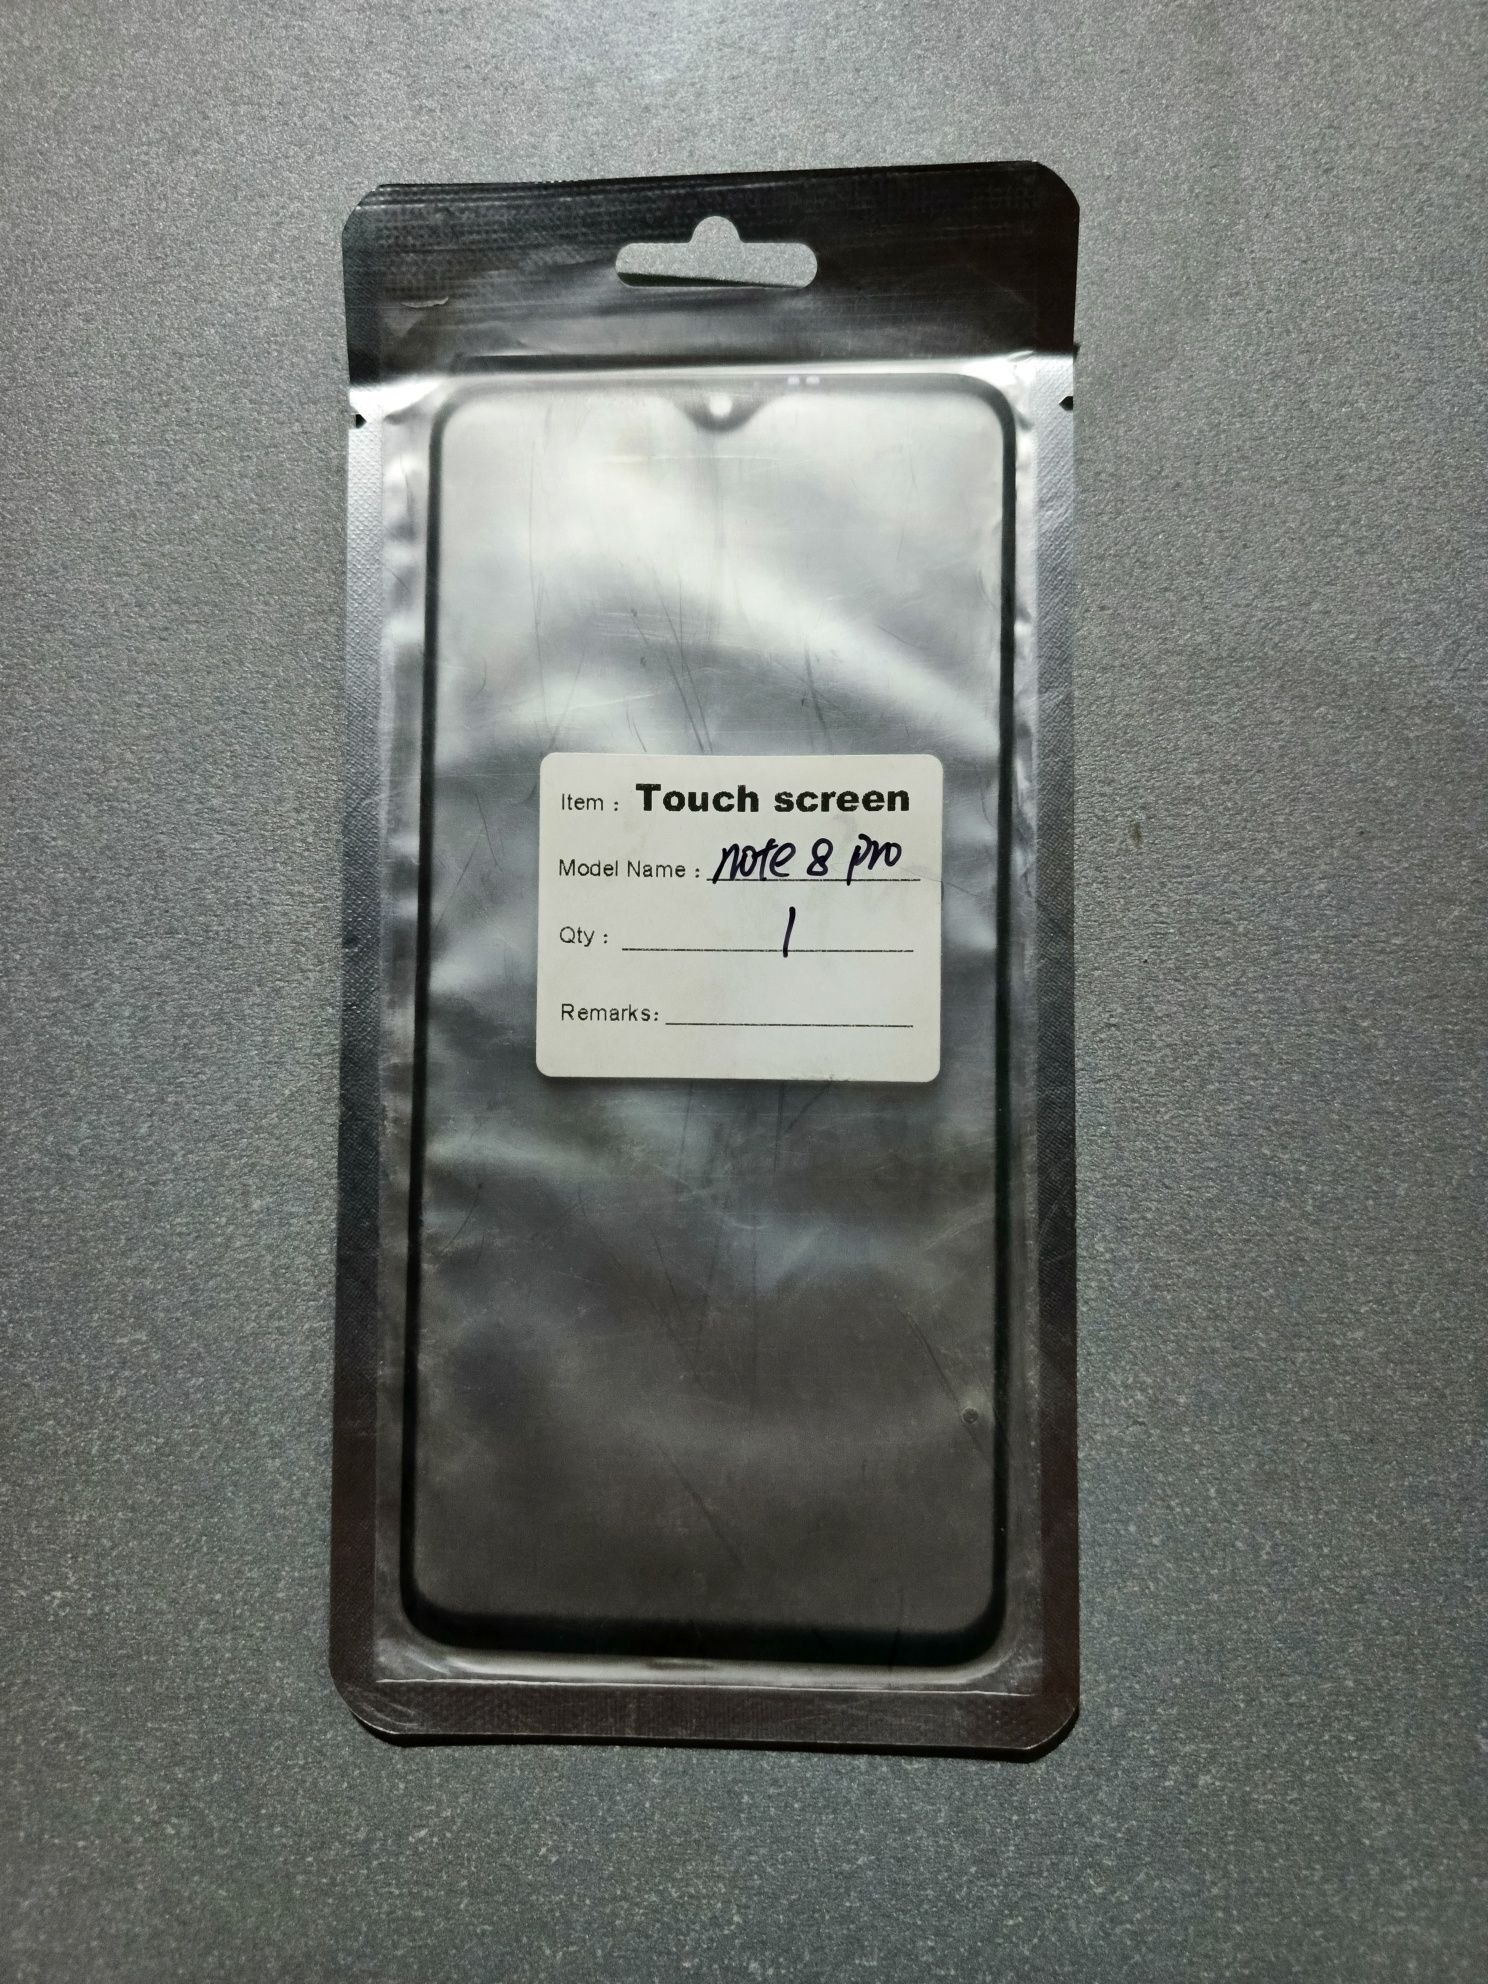 Item : Touch screen
Model Name : note 8 pro
Qty : 1
Remarks: